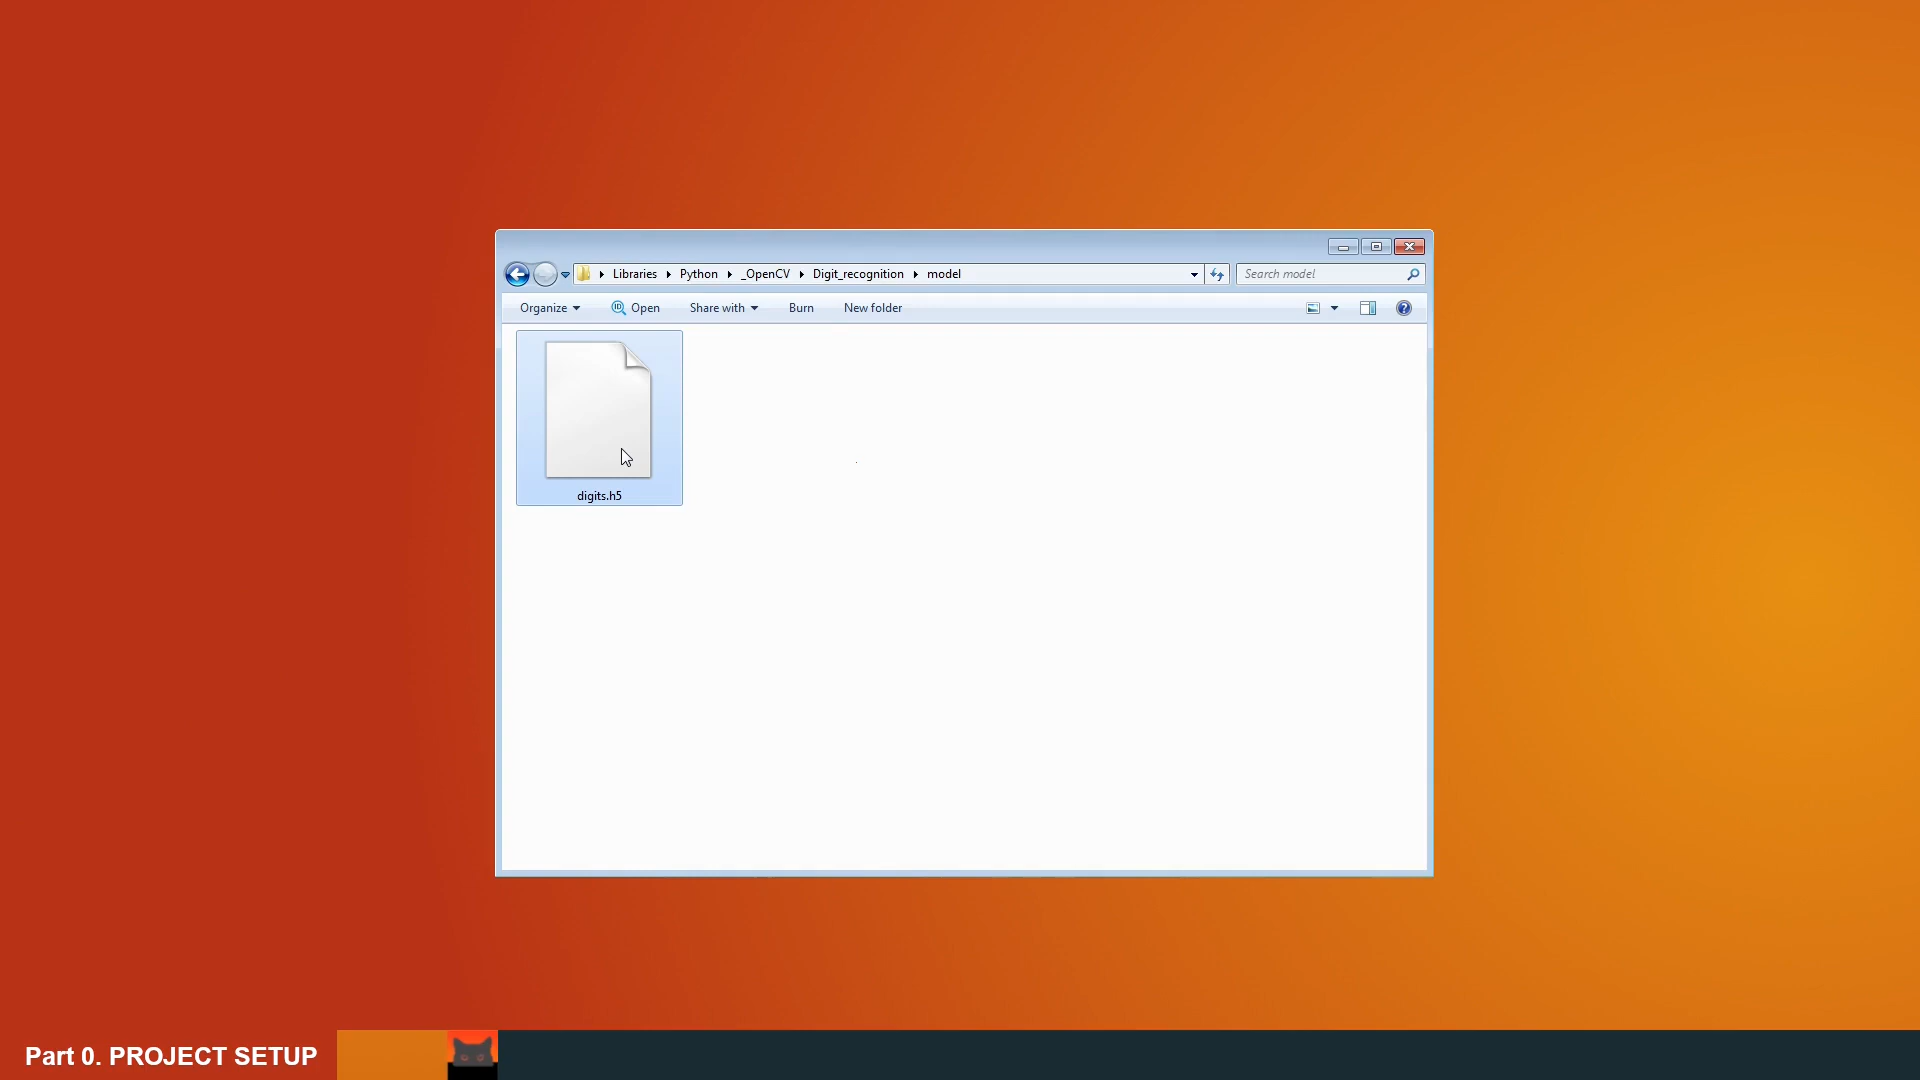 Libraries Python _OpenCV Digit_recognition model
Search model
Organize Open Share with Burn New folder
digits.h5
Part 0. PROJECT SETUP